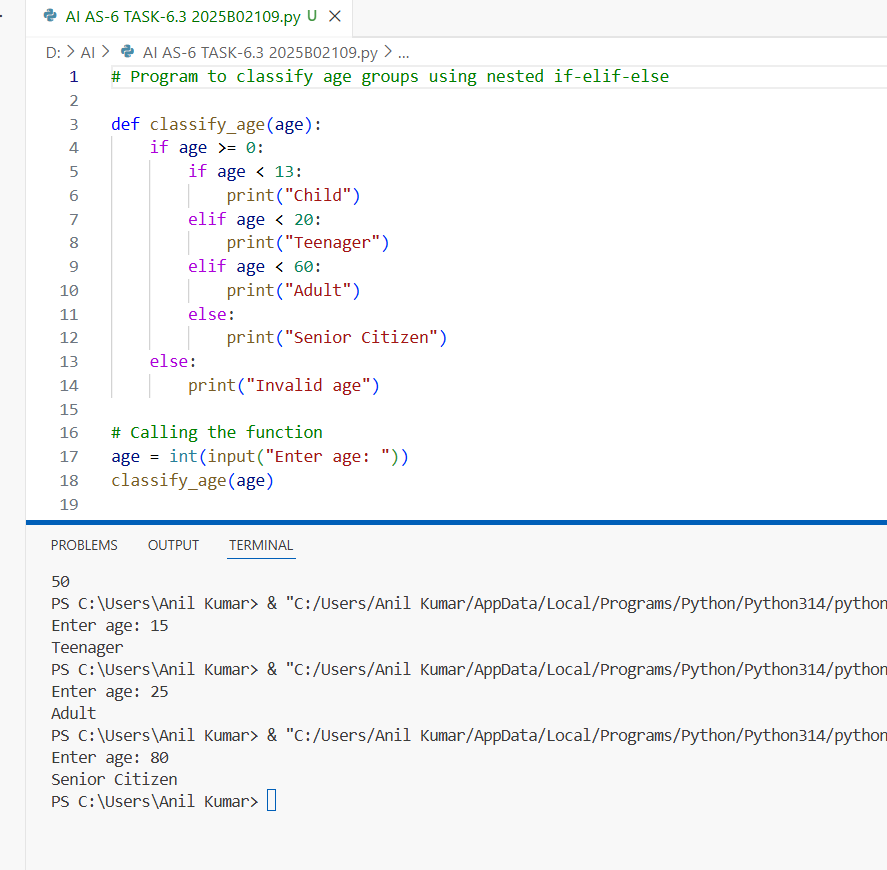 AI AS-6 TASK-6.3 2025B02109.py U
D: > AI > AI AS-6 TASK-6.3 2025B02109.py > ...
1 # Program to classify age groups using nested if-elif-else
2
3 def classify_age(age):
4     if age >= 0:
5         if age < 13:
6             print("Child")
7         elif age < 20:
8             print("Teenager")
9         elif age < 60:
10             print("Adult")
11         else:
12             print("Senior Citizen")
13     else:
14         print("Invalid age")
15
16 # Calling the function
17 age = int(input("Enter age: "))
18 classify_age(age)
19
PROBLEMS OUTPUT TERMINAL
50
PS C:\Users\Anil Kumar> & "C:/Users/Anil Kumar/AppData/Local/Programs/Python/Python314/python
Enter age: 15
Teenager
PS C:\Users\Anil Kumar> & "C:/Users/Anil Kumar/AppData/Local/Programs/Python/Python314/python
Enter age: 25
Adult
PS C:\Users\Anil Kumar> & "C:/Users/Anil Kumar/AppData/Local/Programs/Python/Python314/python
Enter age: 80
Senior Citizen
PS C:\Users\Anil Kumar>